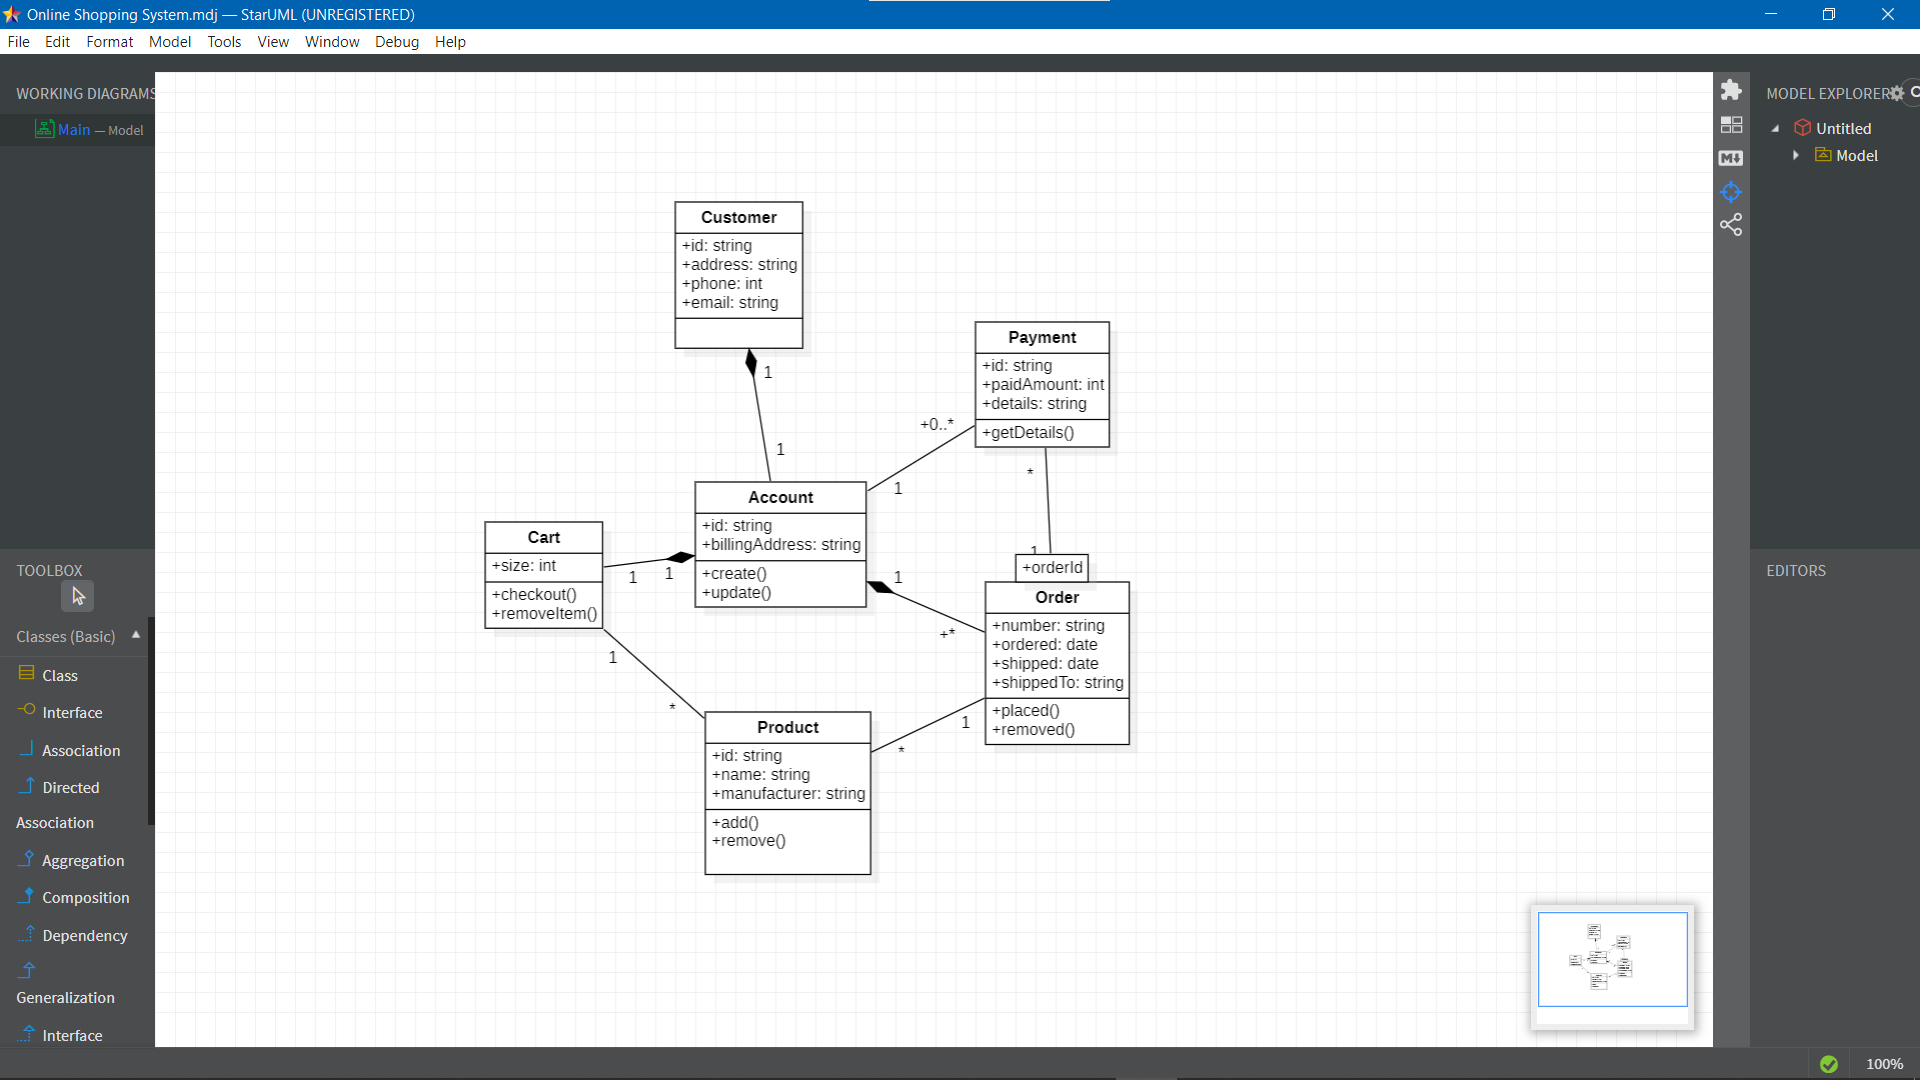 Online Shopping System.mdj — StarUML (UNREGISTERED)
File Edit Format Model Tools View Window Debug Help
WORKING DIAGRAMS
Main — Model
MODEL EXPLORER
Untitled
Model
Customer
+id: string
+address: string
+phone: int
+email: string
1
1
Payment
+id: string
+paidAmount: int
+details: string
+getDetails()
+0..*
1
*
1
Account
+id: string
+billingAddress: string
+create()
+update()
Cart
+size: int
+checkout()
+removeItem()
1
1
1
+*
+orderId
Order
+number: string
+ordered: date
+shipped: date
+shippedTo: string
+placed()
+removed()
1
*
1
*
Product
+id: string
+name: string
+manufacturer: string
+add()
+remove()
TOOLBOX
Classes (Basic)
Class
Interface
Association
Directed
Association
Aggregation
Composition
Dependency
Generalization
Interface
EDITORS
100%